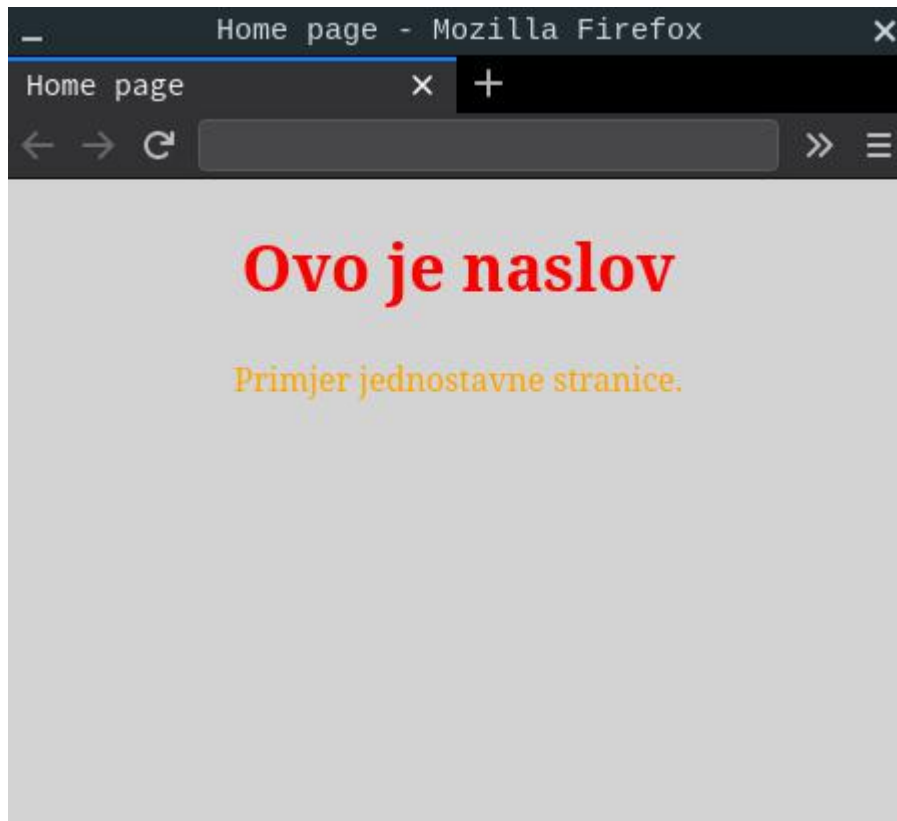 Home page - Mozilla Firefox
Home page
Ovo je naslov
Primjer jednostavne stranice.